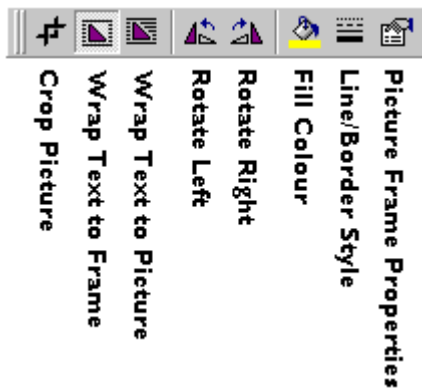 Crop Picture
Wrap Text to Frame
Wrap Text to Picture
Rotate Left
Rotate Right
Fill Colour
Line/Border Style
Picture Frame Properties